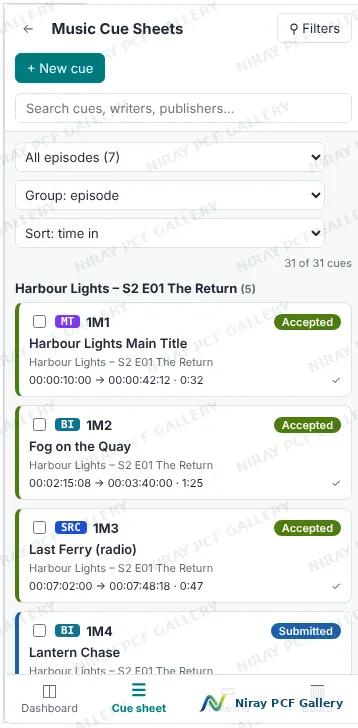 ← Music Cue Sheets
Filters
+ New cue
Search cues, writers, publishers...
All episodes (7)
Group: episode
Sort: time in
31 of 31 cues
Harbour Lights – S2 E01 The Return (5)
MT 1M1 Accepted
Harbour Lights Main Title
Harbour Lights – S2 E01 The Return
00:00:10:00 → 00:00:42:12 · 0:32 ✓
BI 1M2 Accepted
Fog on the Quay
Harbour Lights – S2 E01 The Return
00:02:15:08 → 00:03:40:00 · 1:25 ✓
SRC 1M3 Accepted
Last Ferry (radio)
Harbour Lights – S2 E01 The Return
00:07:02:00 → 00:07:48:18 · 0:47 ✓
BI 1M4 Submitted
Lantern Chase
Harbour Lights – S2 E01 The Return
Dashboard
Cue sheet
Niray PCF Gallery
NIRAY PCF GALLERY